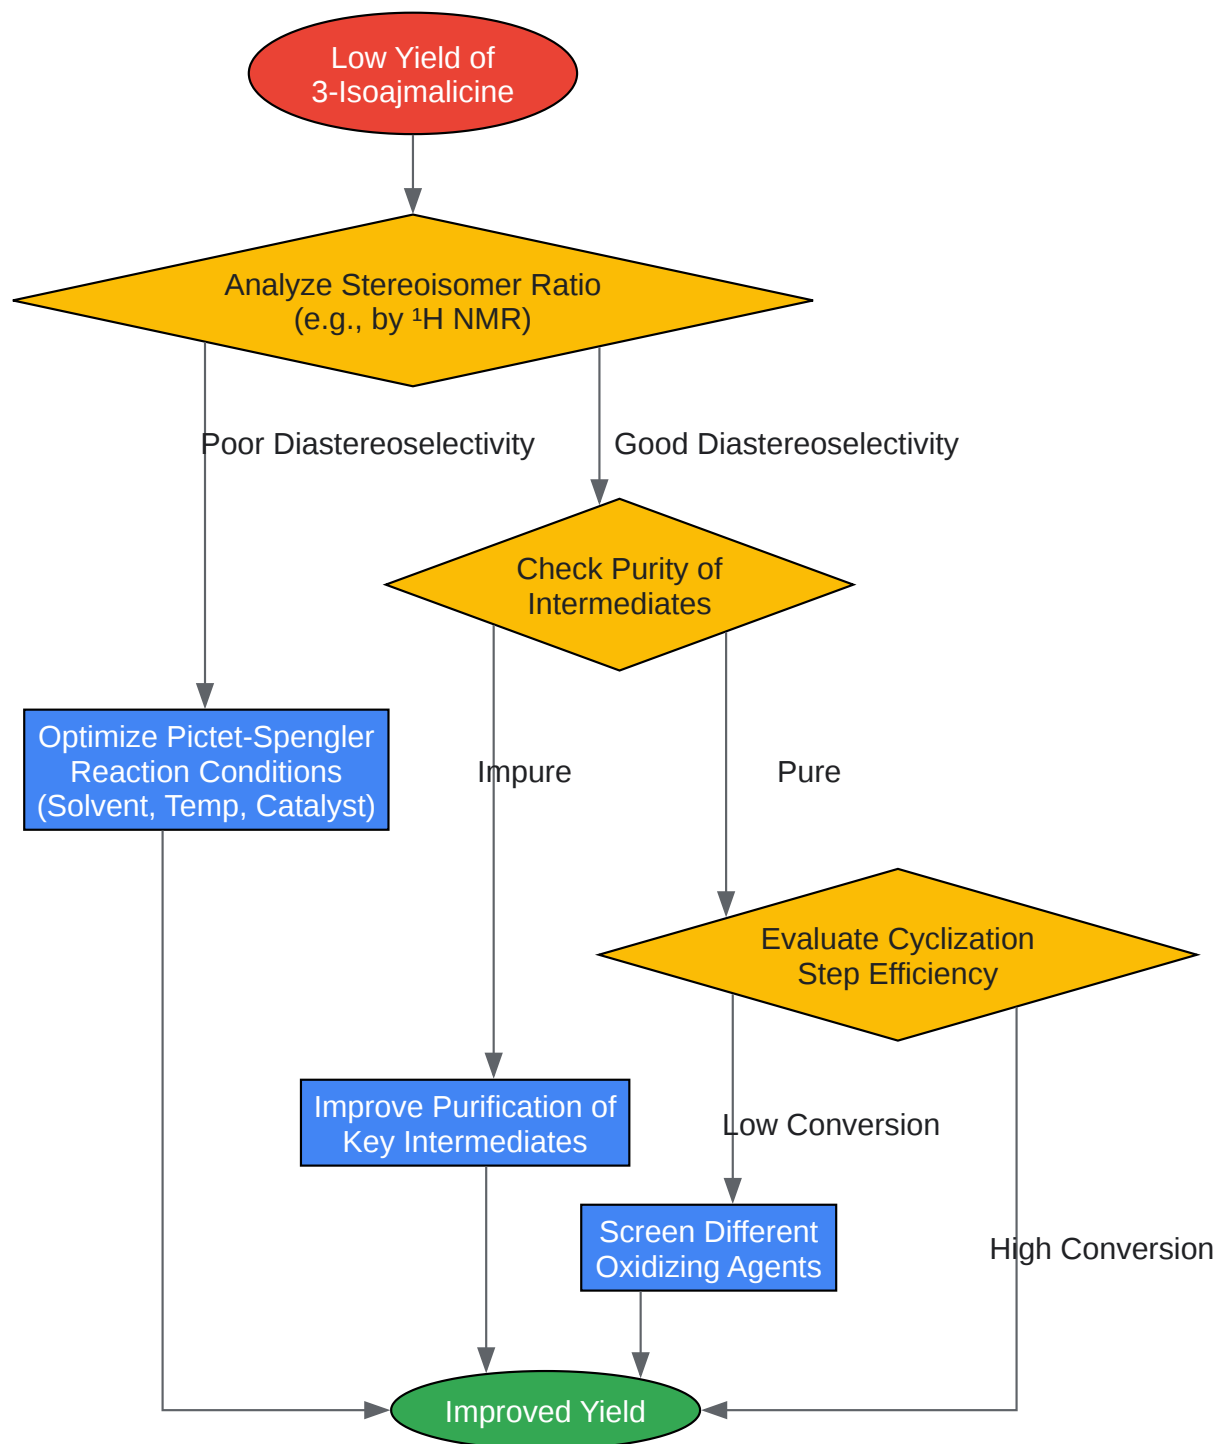 Low Yield of
3-Isoajmalicine
Analyze Stereoisomer Ratio
(e.g., by ¹H NMR)
Poor Diastereoselectivity
Good Diastereoselectivity
Check Purity of
Intermediates
Optimize Pictet-Spengler
Reaction Conditions
(Solvent, Temp, Catalyst)
Impure
Pure
Evaluate Cyclization
Step Efficiency
Improve Purification of
Key Intermediates
Low Conversion
Screen Different
Oxidizing Agents
High Conversion
Improved Yield